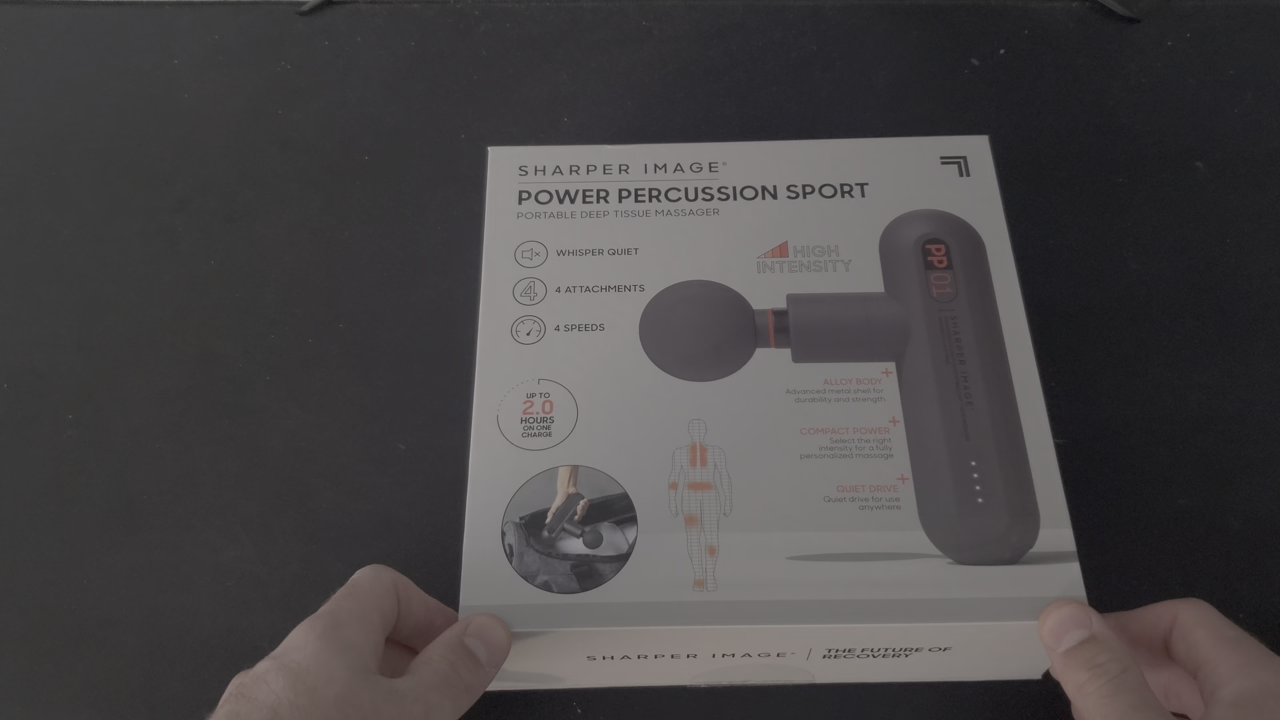 SHARPER IMAGE®
POWER PERCUSSION SPORT
PORTABLE DEEP TISSUE MASSAGER
WHISPER QUIET
4
4 ATTACHMENTS
4 SPEEDS
HIGH
INTENSITY
PP 01
SHARPER IMAGE
UP TO
2.0
HOURS
ON ONE
CHARGE
ALLOY BODY
Advanced metal shell for
durability and strength.
COMPACT POWER
Select the right
intensity for a fully
personalized massage
QUIET DRIVE
Quiet drive for use
anywhere.
SHARPER IMAGE® | THE FUTURE OF
RECOVERY